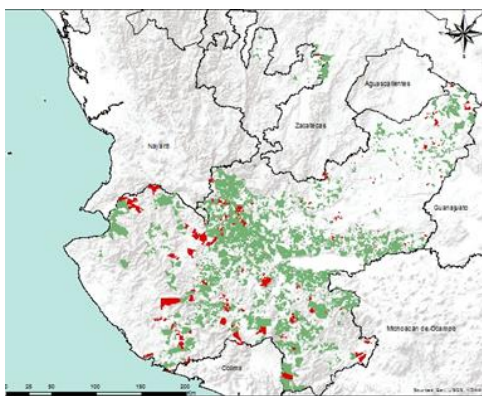 Aguascalientes
Zacatecas
Nayarit
Guanajuato
Michoacán de Ocampo
Colima
0 25 50 100 150 200